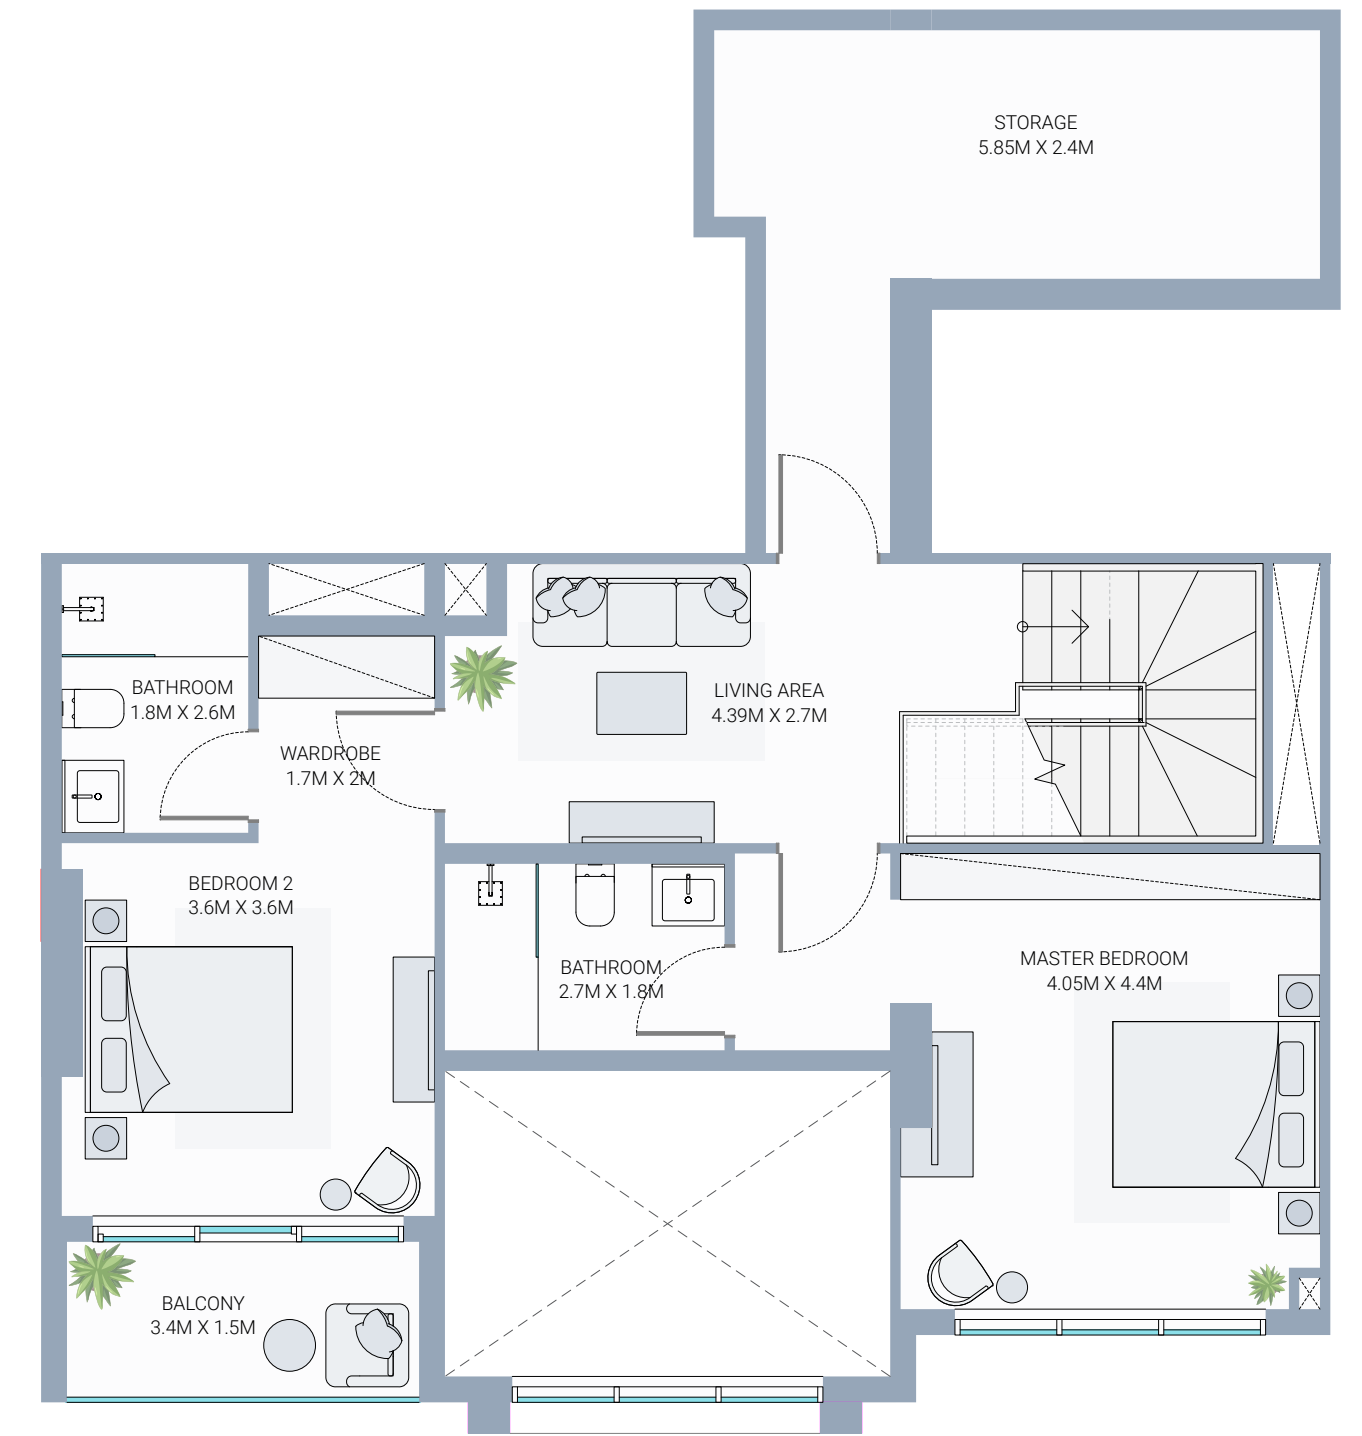 STORAGE
5.85M X 2.4M
BATHROOM
1.8M X 2.6M
LIVING AREA
4.39M X 2.7M
WARDROBE
1.7M X 2M
BEDROOM 2
3.6M X 3.6M
BATHROOM
2.7M X 1.8M
MASTER BEDROOM
4.05M X 4.4M
BALCONY
3.4M X 1.5M